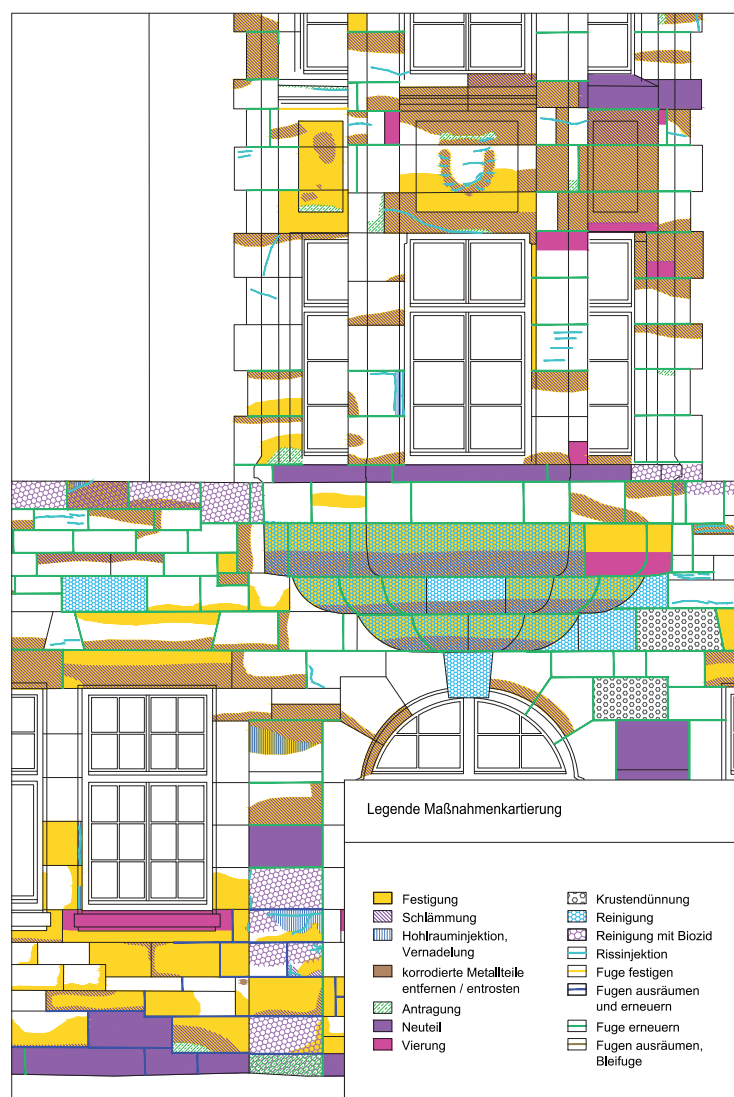 Legende Maßnahmenkartierung
Festigung
Schlämmung
Hohlrauminjektion,
Vernadelung
korrodierte Metallteile
entfernen / entrosten
Antragung
Neuteil
Vierung
Krustendünnung
Reinigung
Reinigung mit Biozid
Rissinjektion
Fuge festigen
Fugen ausräumen
und erneuern
Fuge erneuern
Fugen ausräumen,
Bleifuge